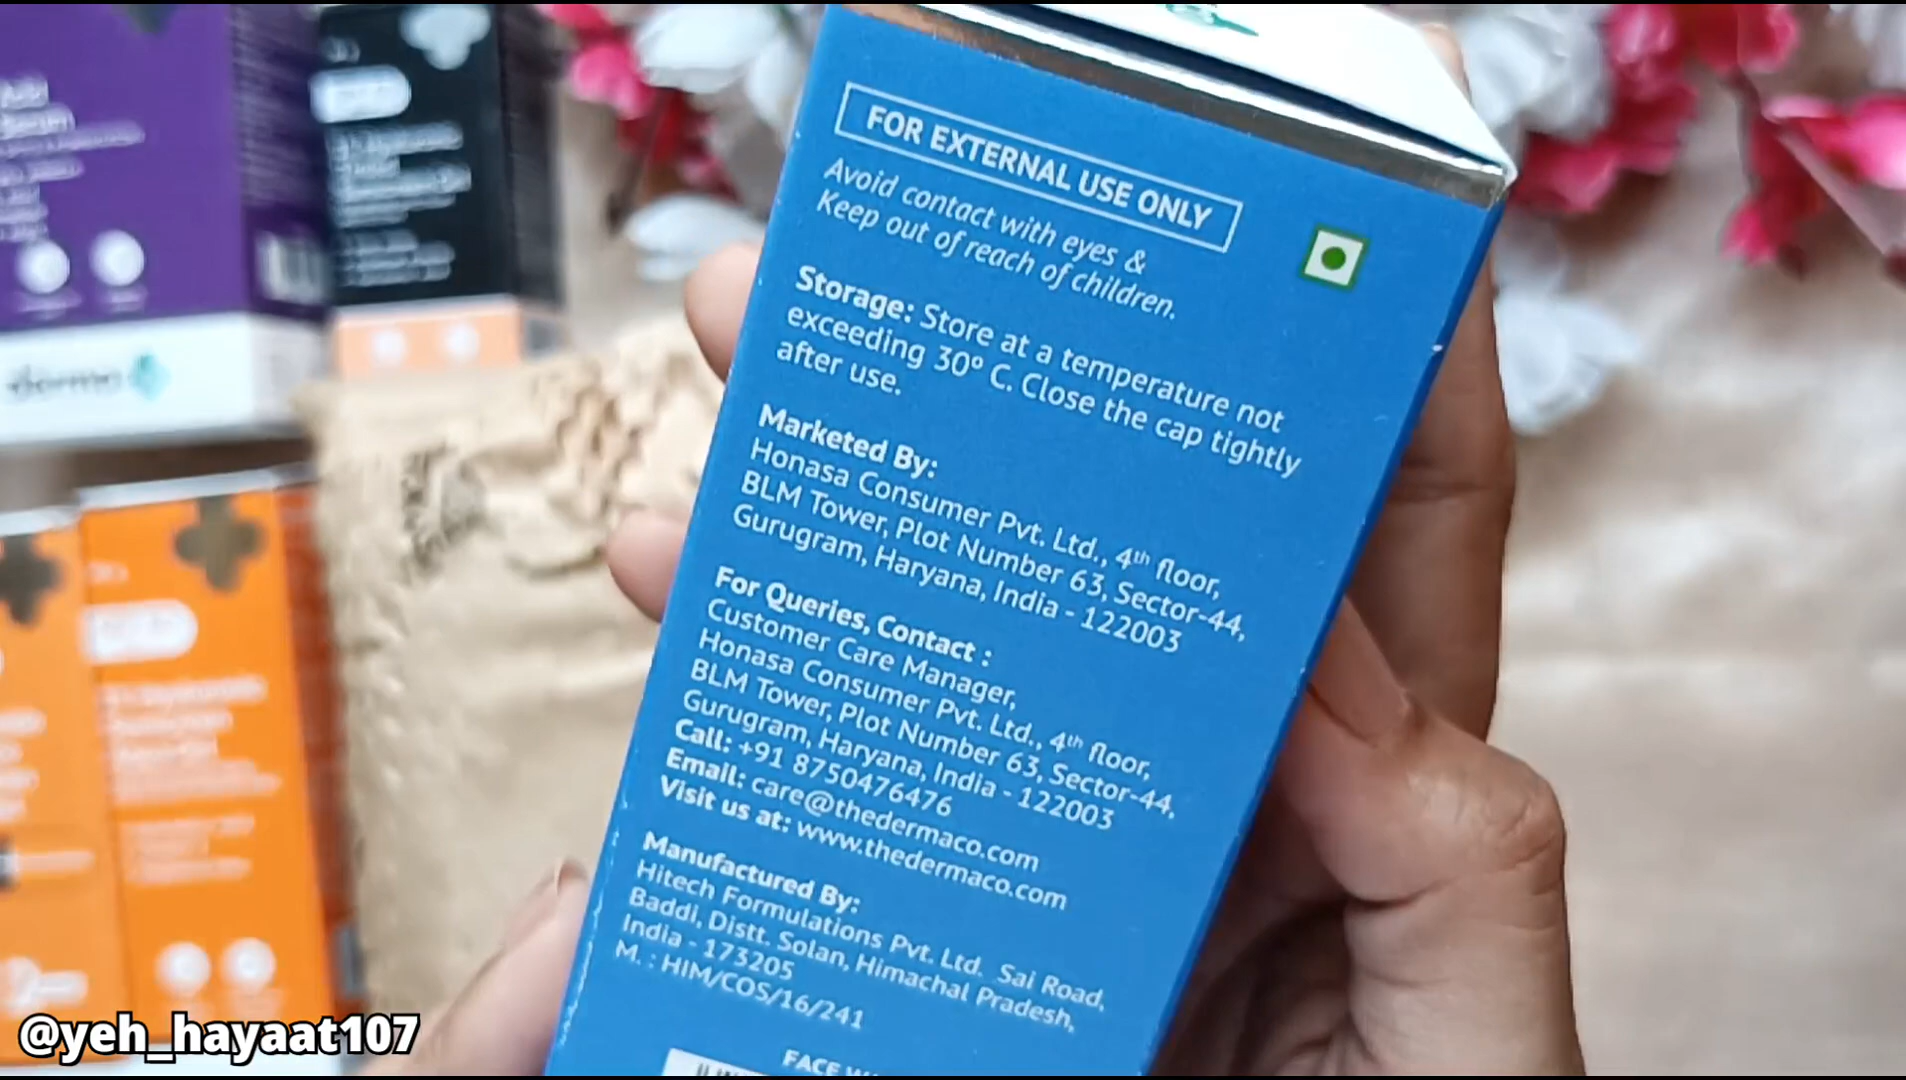 FOR EXTERNAL USE ONLY
Avoid contact with eyes &
Keep out of reach of children.
Storage: Store at a temperature not
exceeding 30º C. Close the cap tightly
after use.
Marketed By:
Honasa Consumer Pvt. Ltd., 4th floor,
BLM Tower, Plot Number 63, Sector-44,
Gurugram, Haryana, India - 122003
For Queries, Contact :
Customer Care Manager,
Honasa Consumer Pvt. Ltd., 4th floor,
BLM Tower, Plot Number 63, Sector-44,
Gurugram, Haryana, India - 122003
Call: +91 8750476476
Email: care@thedermaco.com
Visit us at: www.thedermaco.com
Manufactured By:
Hitech Formulations Pvt. Ltd. Sai Road,
Baddi, Distt. Solan, Himachal Pradesh,
India - 173205
M. : HIM/COS/16/241
FACE
derma
@yeh_hayaat107